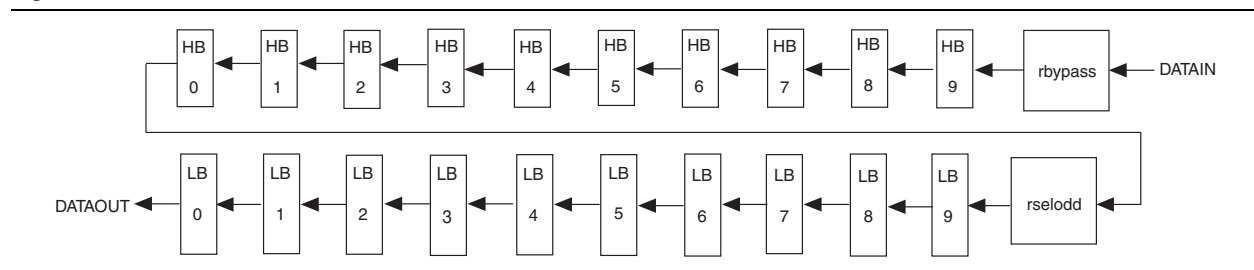 HB HB HB HB HB HB HB HB HB HB
0 1 2 3 4 5 6 7 8 9 rbypass DATAIN
LB LB LB LB LB LB LB LB LB LB
DATAOUT 0 1 2 3 4 5 6 7 8 9 rselodd